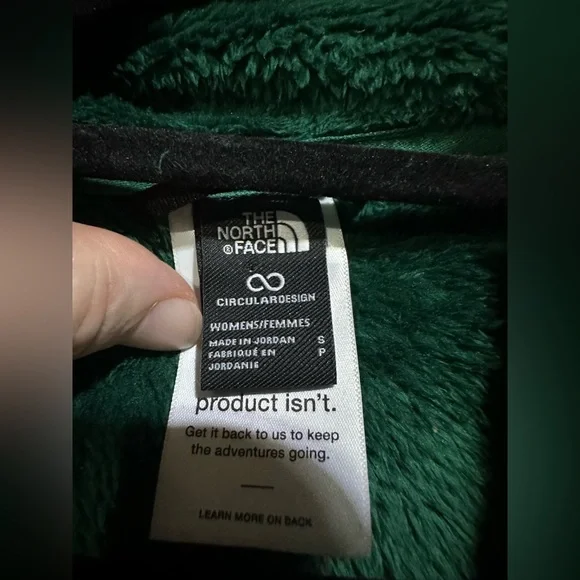 THE
NORTH
®FACE
CIRCULARDESIGN
WOMENS/FEMMES
MADE IN JORDAN S
FABRIQUÉ EN P
JORDANIE
product isn't.
Get it back to us to keep
the adventures going.
LEARN MORE ON BACK